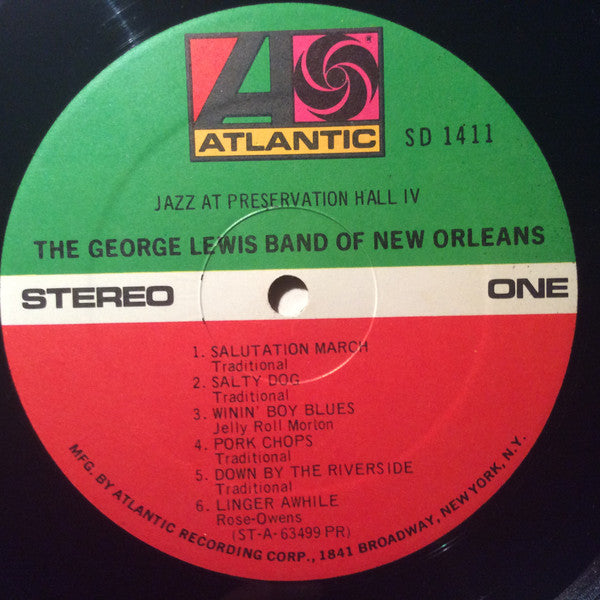 ATLANTIC
SD 1411
JAZZ AT PRESERVATION HALL IV
THE GEORGE LEWIS BAND OF NEW ORLEANS
STEREO
ONE
1. SALUTATION MARCH
Traditional
2. SALTY DOG
Traditional
3. WININ' BOY BLUES
Jelly Roll Morton
4. PORK CHOPS
Traditional
5. DOWN BY THE RIVERSIDE
Traditional
6. LINGER AWHILE
Rose-Owens
(ST-A-63499 PR)
MFG. BY ATLANTIC RECORDING CORP., 1841 BROADWAY, NEW YORK, N.Y.